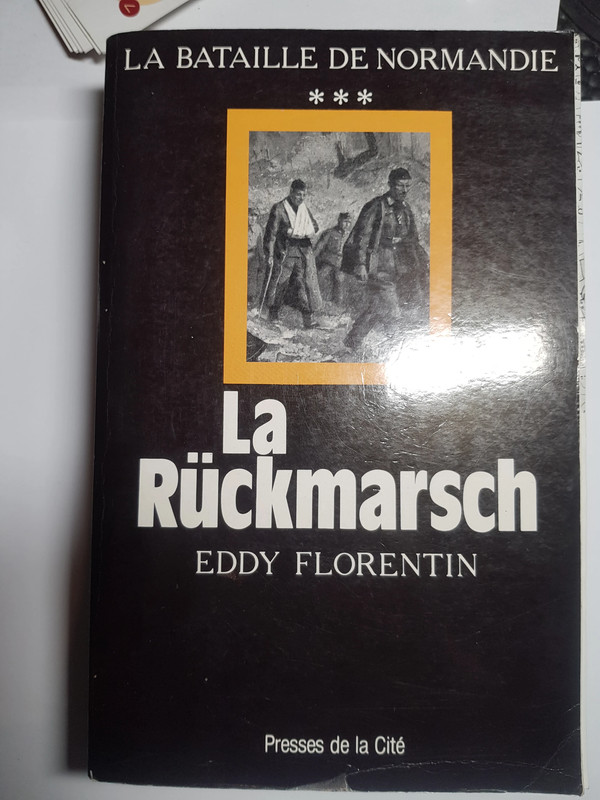 LA BATAILLE DE NORMANDIE
***
La
Rückmarsch
EDDY FLORENTIN
Presses de la Cité